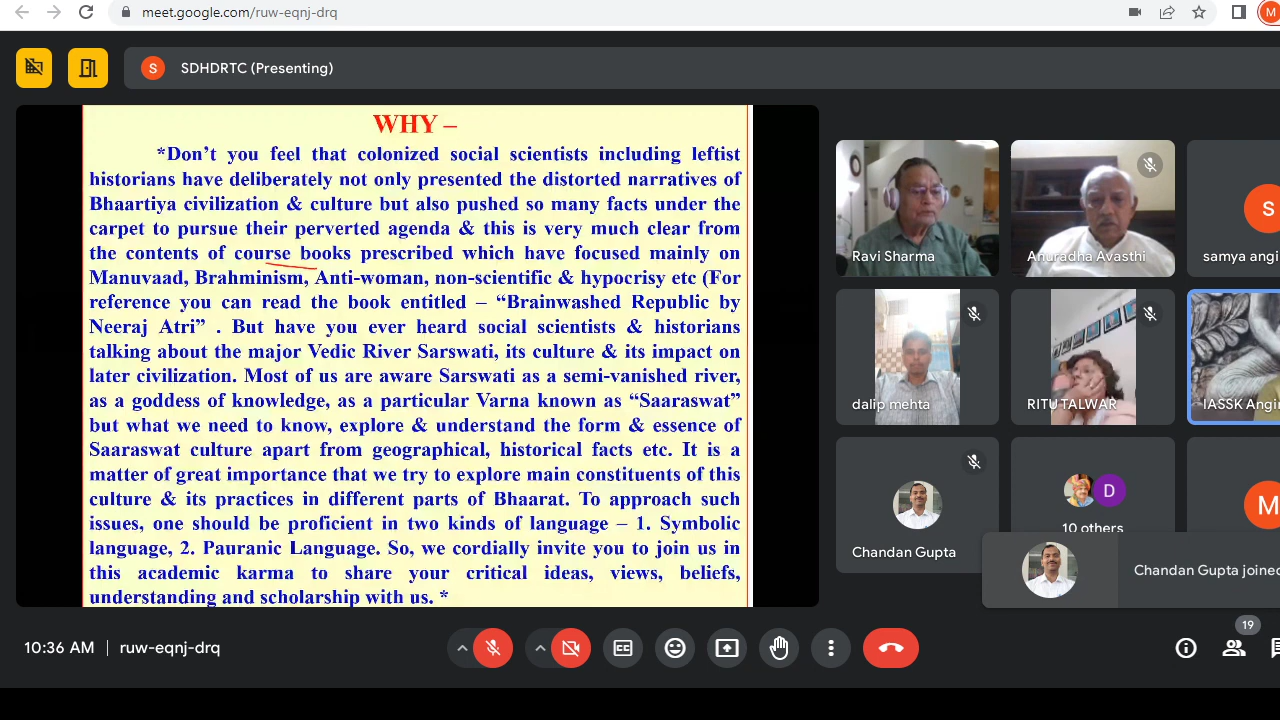 meet.google.com/ruw-eqnj-drq
M
S SDHDRTC (Presenting)
WHY –
*Don't you feel that colonized social scientists including leftist
historians have deliberately not only presented the distorted narratives of
Bhaartiya civilization & culture but also pushed so many facts under the
carpet to pursue their perverted agenda & this is very much clear from
the contents of course books prescribed which have focused mainly on
Manuvaad, Brahminism, Anti-woman, non-scientific & hypocrisy etc (For
reference you can read the book entitled – “Brainwashed Republic by
Neeraj Atri” . But have you ever heard social scientists & historians
talking about the major Vedic River Sarswati, its culture & its impact on
later civilization. Most of us are aware Sarswati as a semi-vanished river,
as a goddess of knowledge, as a particular Varna known as “Saaraswat”
but what we need to know, explore & understand the form & essence of
Saaraswat culture apart from geographical, historical facts etc. It is a
matter of great importance that we try to explore main constituents of this
culture & its practices in different parts of Bhaarat. To approach such
issues, one should be proficient in two kinds of language – 1. Symbolic
language, 2. Pauranic Language. So, we cordially invite you to join us in
this academic karma to share your critical ideas, views, beliefs,
understanding and scholarship with us. *
Ravi Sharma
Anuradha Avasthi
S
samya angi
dalip mehta
RITU TALWAR
IASSK Angir
Chandan Gupta
D
10 others
M
Chandan Gupta joined
10:36 AM | ruw-eqnj-drq
CC
19